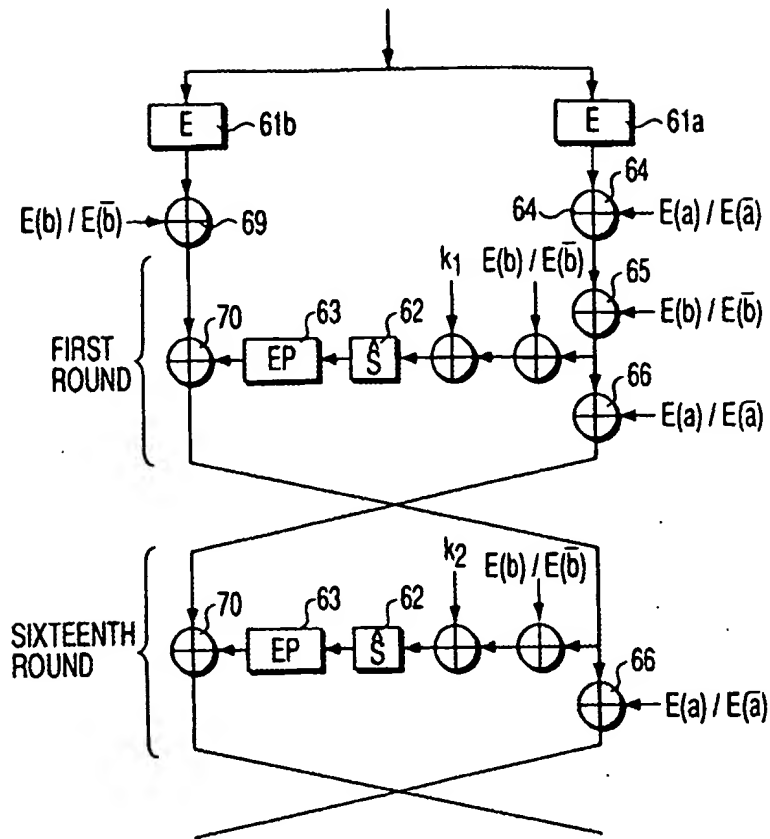 E
61b
E
61a
64
64
E(a) / E(a̅)
E(b) / E(b̅)
69
65
E(b) / E(b̅)
k1
E(b) / E(b̅)
FIRST
ROUND
70
63
EP
62
Ŝ
66
E(a) / E(a̅)
SIXTEENTH
ROUND
70
63
EP
62
Ŝ
k2
E(b) / E(b̅)
66
E(a) / E(a̅)